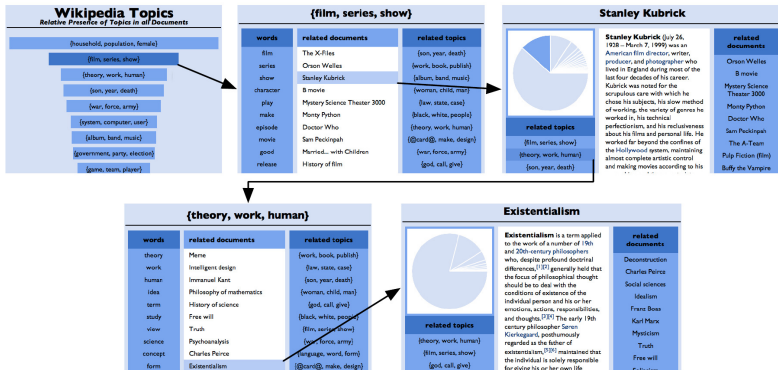 Wikipedia Topics
Relative Presence of Topics in all Documents
{household, population, female}
{film, series, show}
{theory, work, human}
{son, year, death}
{war, force, army}
{system, computer, user}
{album, band, music}
{government, party, election}
{game, team, player}
{film, series, show}
words
film
series
show
character
play
make
episode
movie
good
release
related documents
The X-Files
Orson Welles
Stanley Kubrick
B movie
Mystery Science Theater 3000
Monty Python
Doctor Who
Sam Peckinpah
Married... with Children
History of film
related topics
{son, year, death}
{work, book, publish}
{album, band, music}
{woman, child, man}
{law, state, case}
{black, white, people}
{theory, work, human}
{@card@, make, design}
{war, force, army}
{god, call, give}
Stanley Kubrick
related topics
{film, series, show}
{theory, work, human}
{son, year, death}
Stanley Kubrick (July 26,
1928 – March 7, 1999) was an
American film director, writer,
producer, and photographer who
lived in England during most of the
last four decades of his career.
Kubrick was noted for the
scrupulous care with which he
chose his subjects, his slow method
of working, the variety of genres he
worked in, his technical
perfectionism, and his reclusiveness
about his films and personal life. He
worked far beyond the confines of
the Hollywood system, maintaining
almost complete artistic control
and making movies according to his
related
documents
Orson Welles
B movie
Mystery Science
Theater 3000
Monty Python
Doctor Who
Sam Peckinpah
The A-Team
Pulp Fiction (film)
Buffy the Vampire
{theory, work, human}
words
theory
work
human
idea
term
study
view
science
concept
form
related documents
Meme
Intelligent design
Immanuel Kant
Philosophy of mathematics
History of science
Free will
Truth
Psychoanalysis
Charles Peirce
Existentialism
related topics
{work, book, publish}
{law, state, case}
{son, year, death}
{woman, child, man}
{god, call, give}
{black, white, people}
{film, series, show}
{war, force, army}
{language, word, form}
{@card@, make, design}
Existentialism
related topics
{theory, work, human}
{film, series, show}
{god, call, give}
Existentialism is a term applied
to the work of a number of 19th
and 20th-century philosophers
who, despite profound doctrinal
differences,[1][2] generally held that
the focus of philosophical thought
should be to deal with the
conditions of existence of the
individual person and his or her
emotions, actions, responsibilities,
and thoughts.[3][4] The early 19th
century philosopher Søren
Kierkegaard, posthumously
regarded as the father of
existentialism,[5][6] maintained that
the individual is solely responsible
for giving his or her own life
related
documents
Deconstruction
Charles Peirce
Social sciences
Idealism
Franz Boas
Karl Marx
Mysticism
Truth
Free will